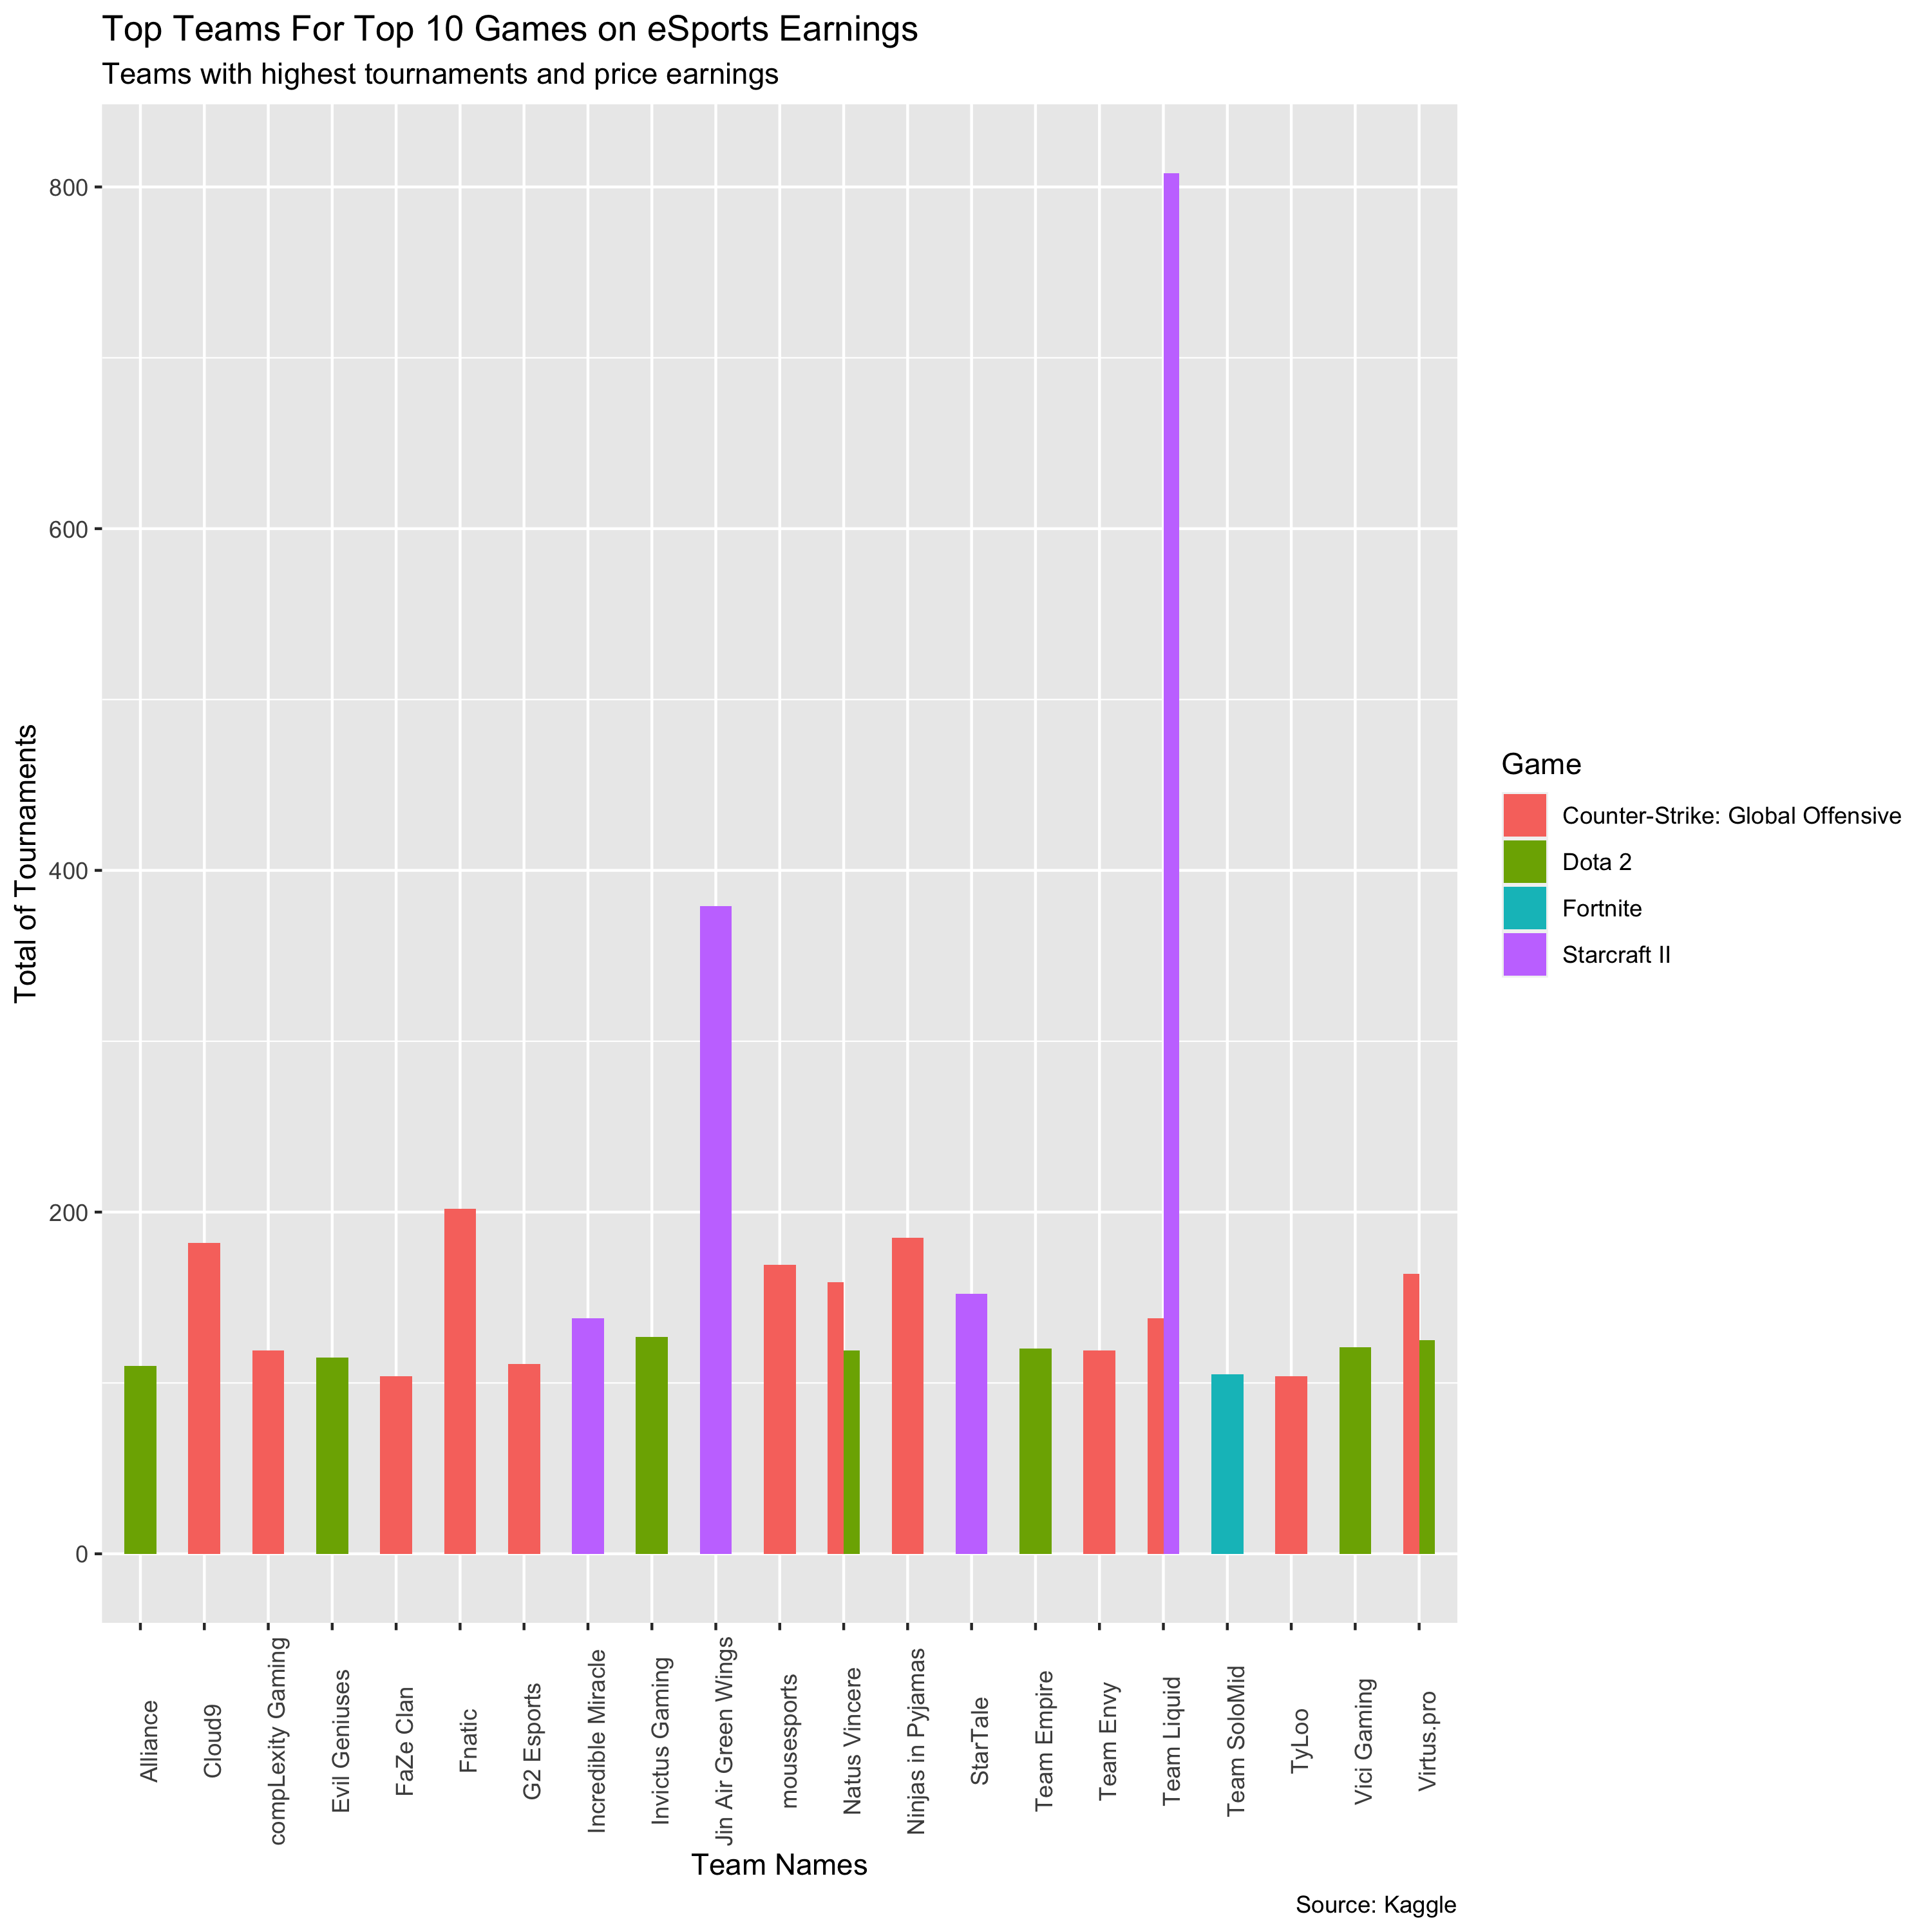 Top Teams For Top 10 Games on eSports Earnings
Teams with highest tournaments and price earnings
Total of Tournaments
800
600
400
200
0
Alliance
Cloud9
compLexity Gaming
Evil Geniuses
FaZe Clan
Fnatic
G2 Esports
Incredible Miracle
Invictus Gaming
Jin Air Green Wings
mousesports
Natus Vincere
Ninjas in Pyjamas
StarTale
Team Empire
Team Envy
Team Liquid
Team SoloMid
TyLoo
Vici Gaming
Virtus.pro
Team Names
Game
Counter-Strike: Global Offensive
Dota 2
Fortnite
Starcraft II
Source: Kaggle